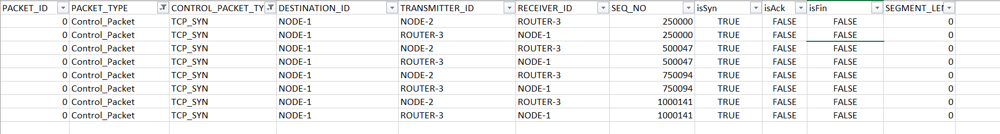 PACKET_ID PACKET_TYPE CONTROL_PACKET_TY DESTINATION_ID TRANSMITTER_ID RECEIVER_ID SEQ_NO isSyn isAck isFin SEGMENT_LEN
0 Control_Packet TCP_SYN NODE-1 NODE-2 ROUTER-3 250000 TRUE FALSE FALSE 0
0 Control_Packet TCP_SYN NODE-1 ROUTER-3 NODE-1 250000 TRUE FALSE FALSE 0
0 Control_Packet TCP_SYN NODE-1 NODE-2 ROUTER-3 500047 TRUE FALSE FALSE 0
0 Control_Packet TCP_SYN NODE-1 ROUTER-3 NODE-1 500047 TRUE FALSE FALSE 0
0 Control_Packet TCP_SYN NODE-1 NODE-2 ROUTER-3 750094 TRUE FALSE FALSE 0
0 Control_Packet TCP_SYN NODE-1 ROUTER-3 NODE-1 750094 TRUE FALSE FALSE 0
0 Control_Packet TCP_SYN NODE-1 NODE-2 ROUTER-3 1000141 TRUE FALSE FALSE 0
0 Control_Packet TCP_SYN NODE-1 ROUTER-3 NODE-1 1000141 TRUE FALSE FALSE 0